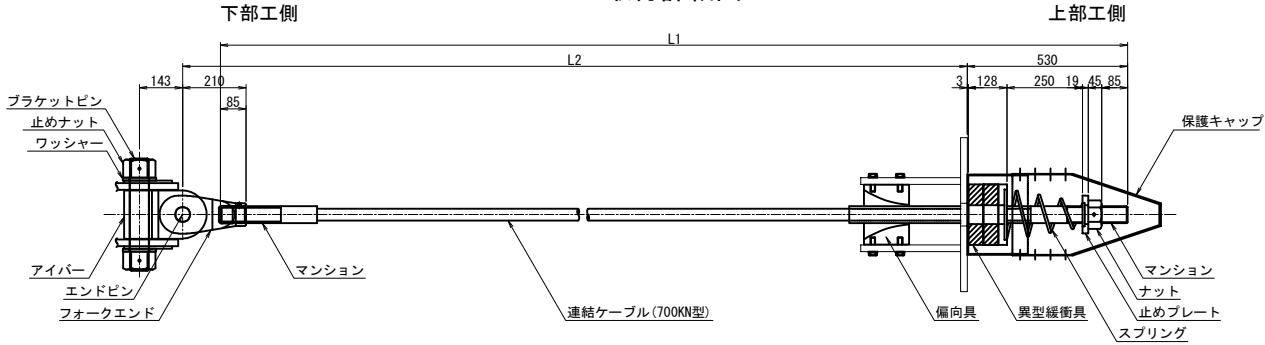 下部工側
上部工側
L1
L2
530
143
210
3
128
250
19
45
85
85
ブラケットピン
止めナット
ワッシャー
保護キャップ
アイバー
エンドピン
フォークエンド
マンション
連結ケーブル(700KN型)
偏向具
異型緩衝具
マンション
ナット
止めプレート
スプリング